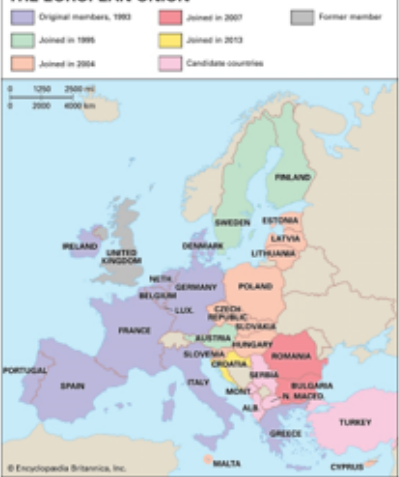 THE EUROPEAN UNION
Original members, 1993
Joined in 2007
Former member
Joined in 1995
Joined in 2013
Joined in 2004
Candidate countries
0 1250 2500 mi
0 2000 4000 km
FINLAND
SWEDEN
ESTONIA
LATVIA
LITHUANIA
IRELAND
UNITED
KINGDOM
DENMARK
NETH.
BELGIUM
GERMANY
POLAND
LUX.
CZECH
REPUBLIC
SLOVAKIA
FRANCE
AUSTRIA
HUNGARY
SLOVENIA
CROATIA
ROMANIA
PORTUGAL
SPAIN
ITALY
SERBIA
MONT.
BULGARIA
N. MACED.
ALB.
GREECE
TURKEY
MALTA
CYPRUS
© Encyclopædia Britannica, Inc.